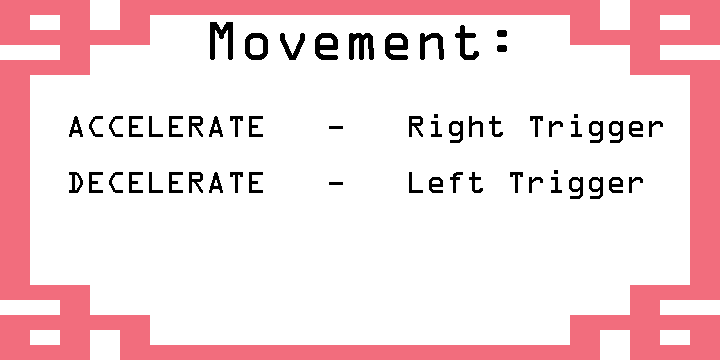 Movement:
ACCELERATE - Right Trigger
DECELERATE - Left Trigger